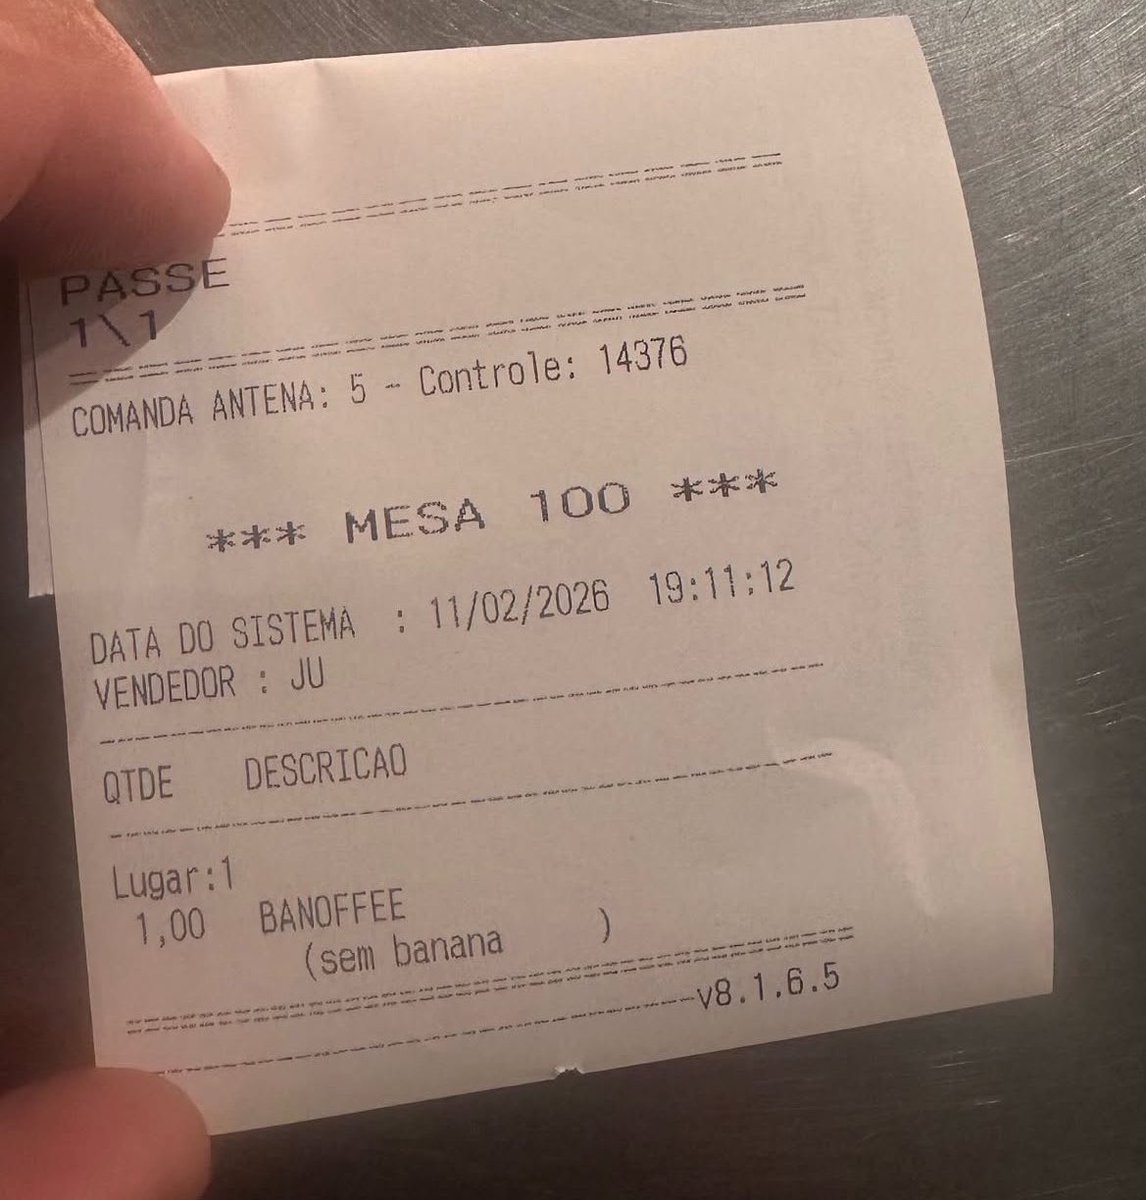 PASSE
1\1
COMANDA ANTENA: 5 - Controle: 14376
*** MESA 100 ***
DATA DO SISTEMA : 11/02/2026 19:11:12
VENDEDOR : JU
QTDE DESCRICAO
Lugar:1
1,00 BANOFFEE
(sem banana )
v8.1.6.5